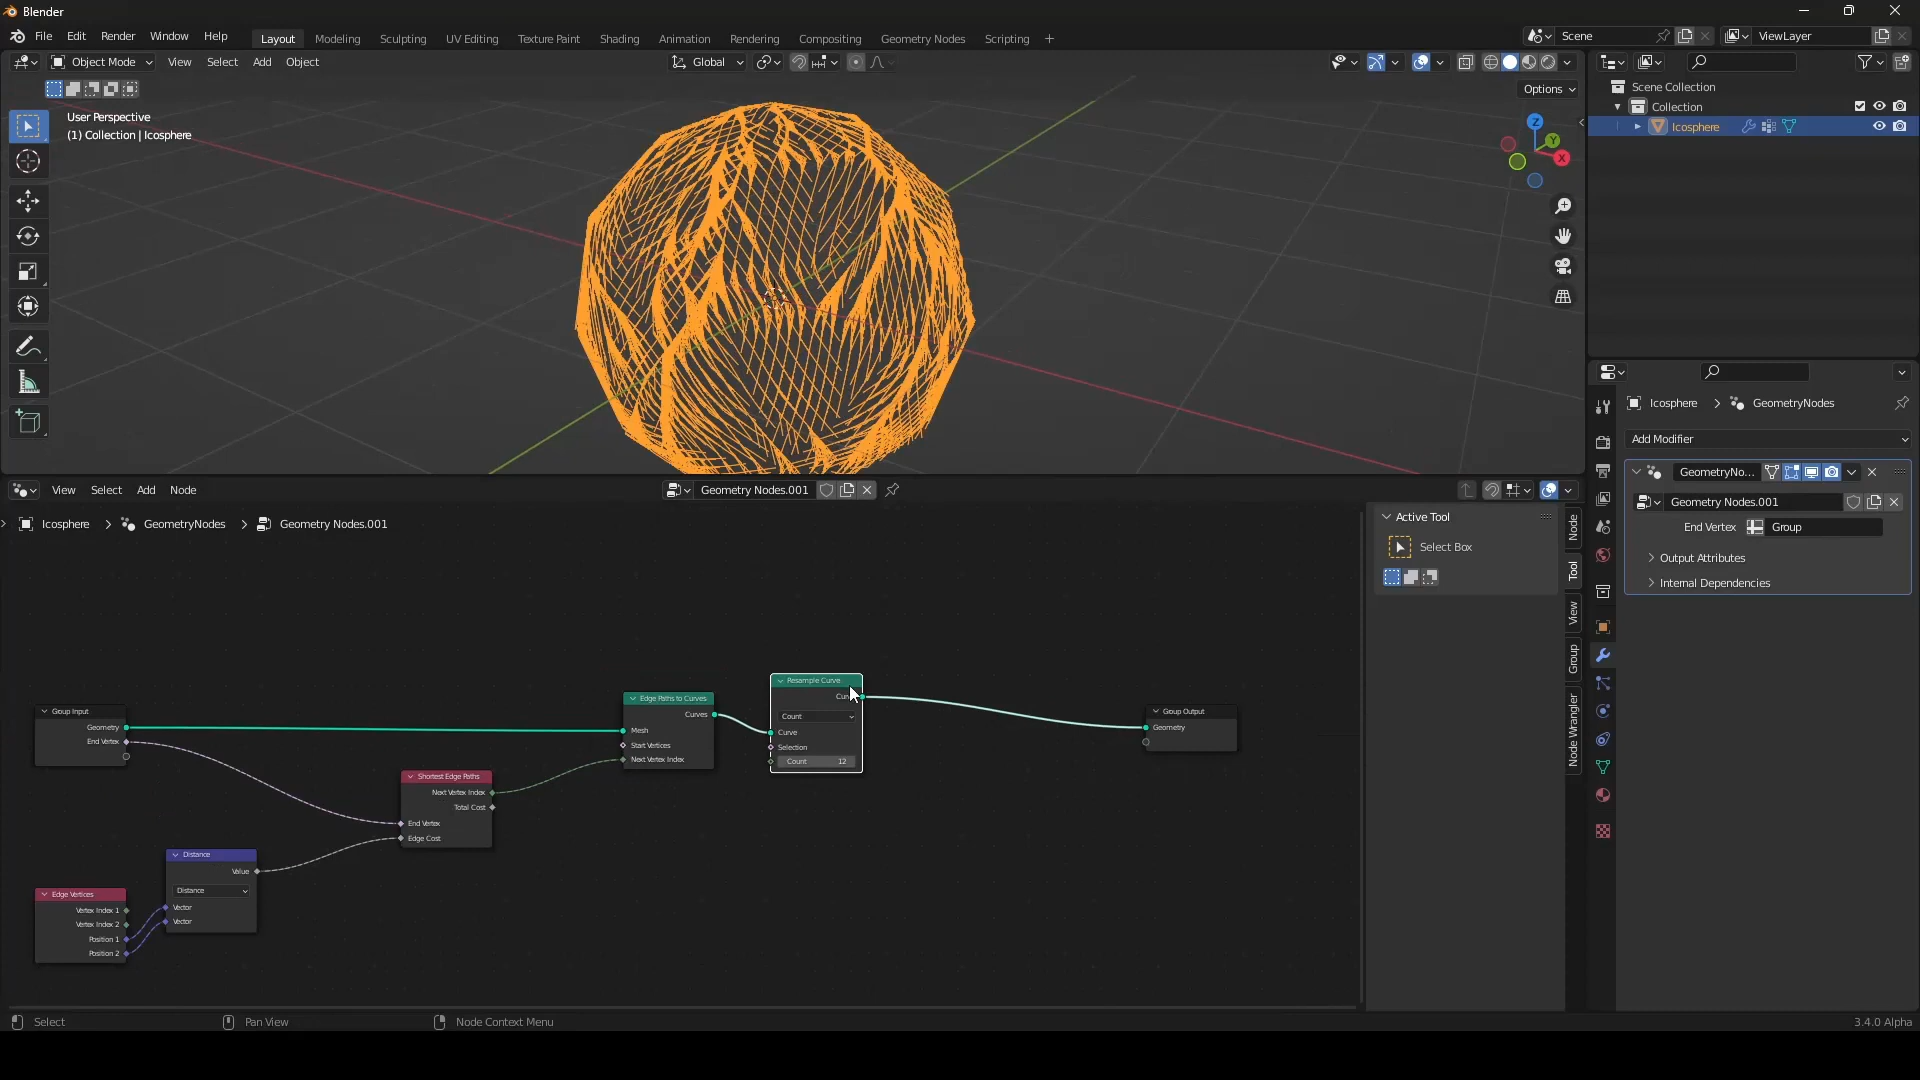 Blender
File Edit Render Window Help Layout Modeling Sculpting UV Editing Texture Paint Shading Animation Rendering Compositing Geometry Nodes Scripting + Scene ViewLayer
Object Mode View Select Add Object Global
Options
User Perspective
(1) Collection | Icosphere
Z
Y
X
Scene Collection
Collection
Icosphere
View Select Add Node Geometry Nodes.001
Icosphere > GeometryNodes > Geometry Nodes.001
Active Tool
Select Box
Node
Tool
View
Group
Node Wrangler
Icosphere > GeometryNodes
Add Modifier
GeometryNo...
Geometry Nodes.001
End Vertex Group
Output Attributes
Internal Dependencies
Group Input
Geometry
End Vertex
Edge Vertices
Vertex Index 1
Vertex Index 2
Position 1
Position 2
Distance
Value
Distance
Vector
Vector
Shortest Edge Paths
Next Vertex Index
Total Cost
End Vertex
Edge Cost
Edge Paths to Curves
Curves
Mesh
Start Vertices
Next Vertex Index
Resample Curve
Count
Curve
Selection
Count 12
Group Output
Geometry
Select Pan View Node Context Menu 3.4.0 Alpha